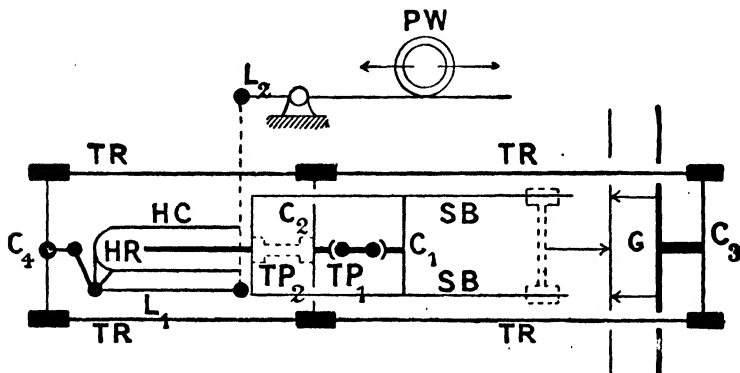 PW
L₂
TR TR
HC C₂ SB
C₄ HR C₁ G C₃
TP₂ TP₁ SB
L₁
TR TR